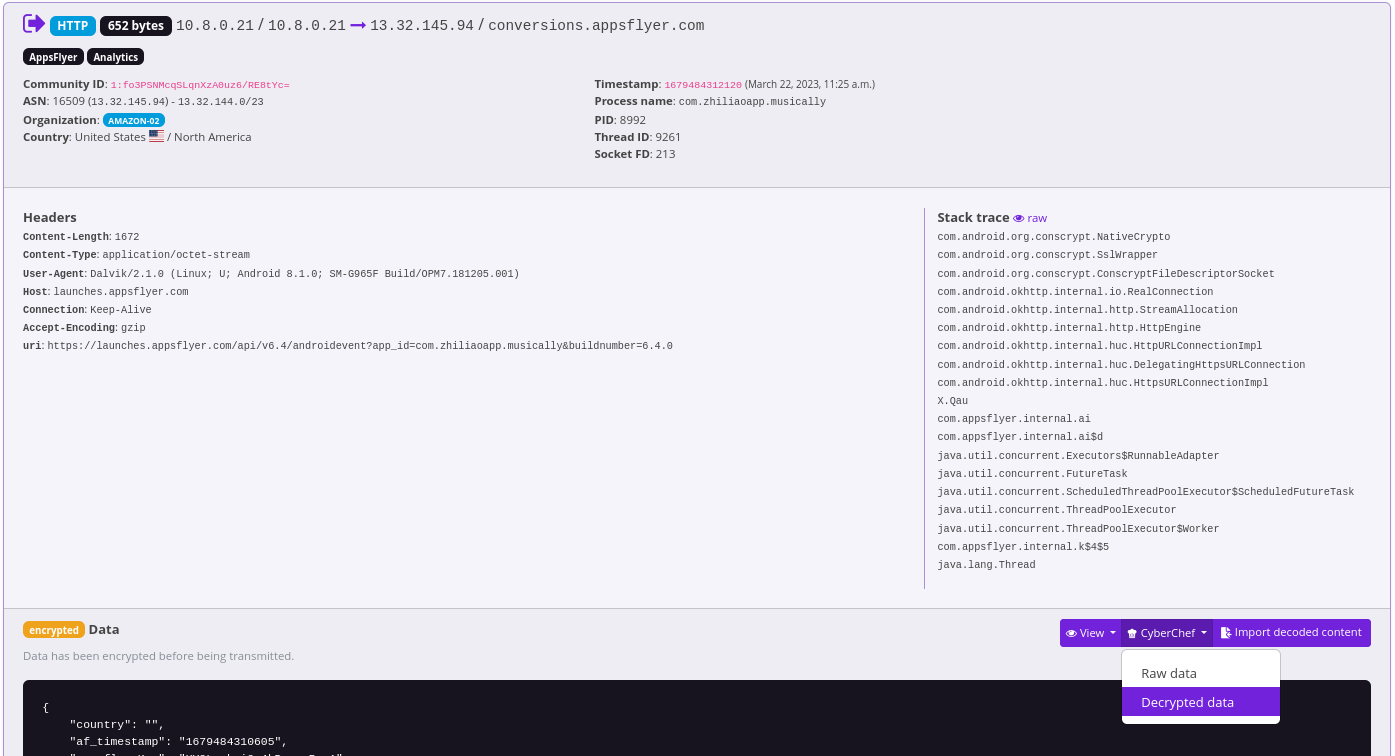 HTTP 652 bytes 10.8.0.21 / 10.8.0.21 → 13.32.145.94 / conversions.appsflyer.com
AppsFlyer Analytics
Community ID: 1:fo3PSNMcqSLqnXzA0uz6/RE8tYc=
ASN: 16509 (13.32.145.94) - 13.32.144.0/23
Organization: AMAZON-02
Country: United States / North America
Timestamp: 1679484312120 (March 22, 2023, 11:25 a.m.)
Process name: com.zhiliaoapp.musically
PID: 8992
Thread ID: 9261
Socket FD: 213
Headers
Content-Length: 1672
Content-Type: application/octet-stream
User-Agent: Dalvik/2.1.0 (Linux; U; Android 8.1.0; SM-G965F Build/OPM7.181205.001)
Host: launches.appsflyer.com
Connection: Keep-Alive
Accept-Encoding: gzip
uri: https://launches.appsflyer.com/api/v6.4/androidevent?app_id=com.zhiliaoapp.musically&buildnumber=6.4.0
Stack trace raw
com.android.org.conscrypt.NativeCrypto
com.android.org.conscrypt.SslWrapper
com.android.org.conscrypt.ConscryptFileDescriptorSocket
com.android.okhttp.internal.io.RealConnection
com.android.okhttp.internal.http.StreamAllocation
com.android.okhttp.internal.http.HttpEngine
com.android.okhttp.internal.huc.HttpURLConnectionImpl
com.android.okhttp.internal.huc.DelegatingHttpsURLConnection
com.android.okhttp.internal.huc.HttpsURLConnectionImpl
X.Qau
com.appsflyer.internal.ai
com.appsflyer.internal.ai$d
java.util.concurrent.Executors$RunnableAdapter
java.util.concurrent.FutureTask
java.util.concurrent.ScheduledThreadPoolExecutor$ScheduledFutureTask
java.util.concurrent.ThreadPoolExecutor
java.util.concurrent.ThreadPoolExecutor$Worker
com.appsflyer.internal.k$4$5
java.lang.Thread
encrypted Data
View CyberChef Import decoded content
Data has been encrypted before being transmitted.
Raw data
Decrypted data
{
"country": "",
"af_timestamp": "1679484310605",